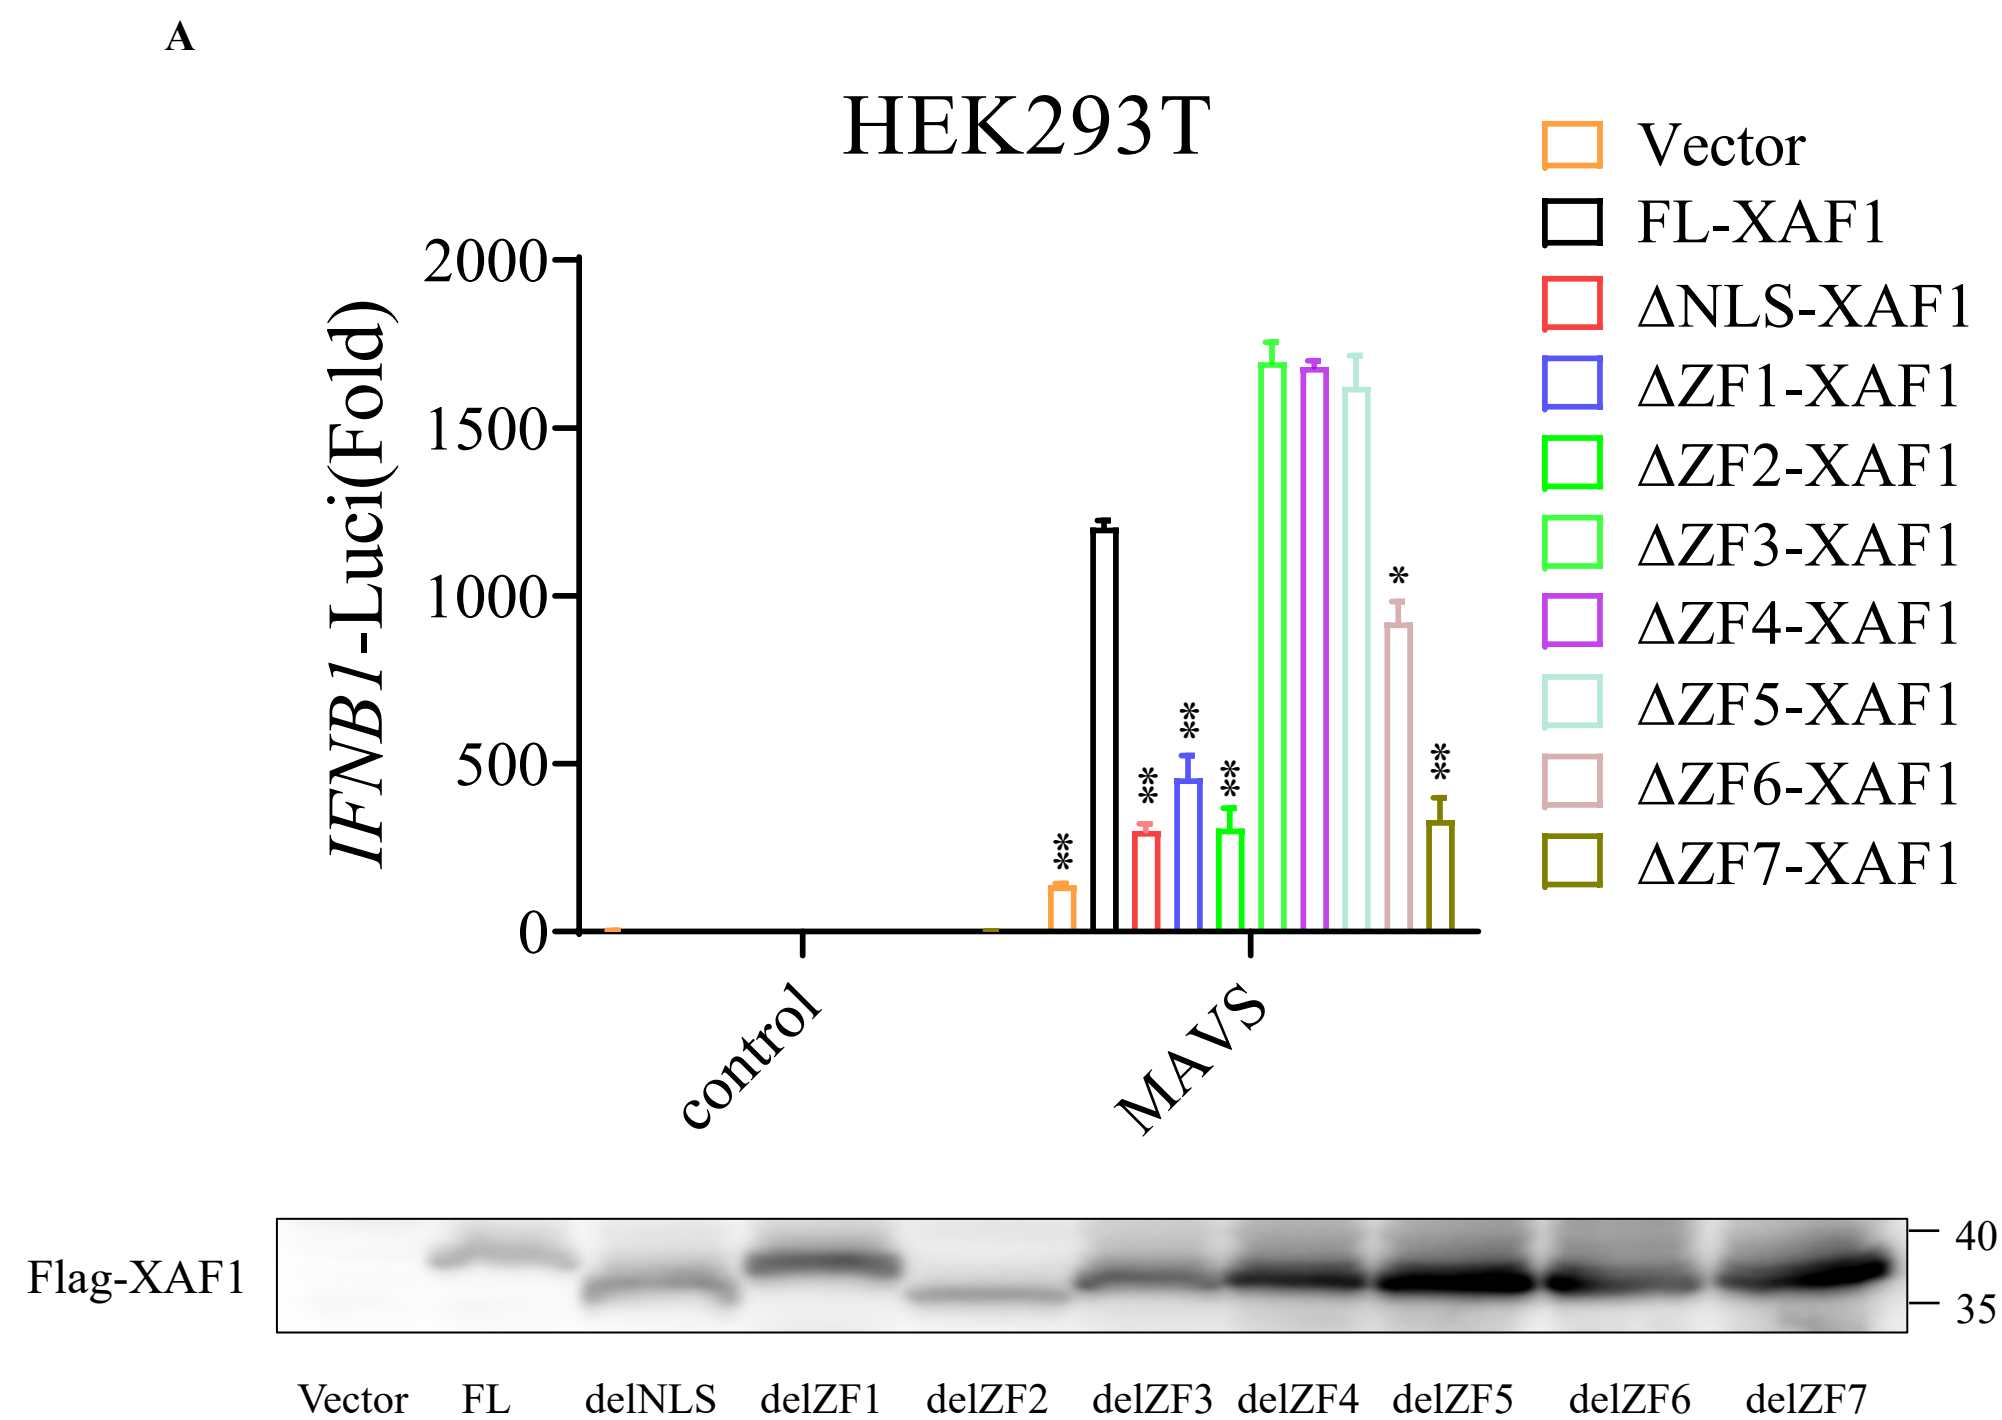 A
HEK293T
Vector
FL-XAF1
ΔNLS-XAF1
ΔZF1-XAF1
ΔZF2-XAF1
ΔZF3-XAF1
ΔZF4-XAF1
ΔZF5-XAF1
ΔZF6-XAF1
ΔZF7-XAF1
IFNB1-Luci(Fold)
2000
1500
1000
500
0
**
**
**
**
*
**
control
MAVS
Flag-XAF1
40
35
Vector FL delNLS delZF1 delZF2 delZF3 delZF4 delZF5 delZF6 delZF7